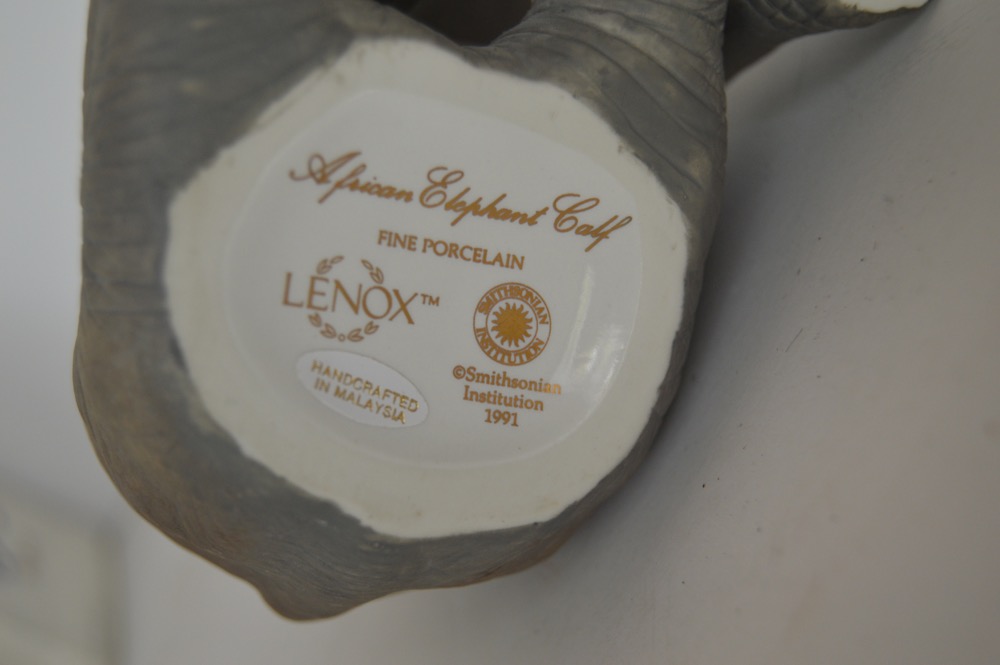 African Elephant Calf
FINE PORCELAIN
LENOX™
SMITHSONIAN
INSTITUTION
HANDCRAFTED
IN MALAYSIA
©Smithsonian
Institution
1991